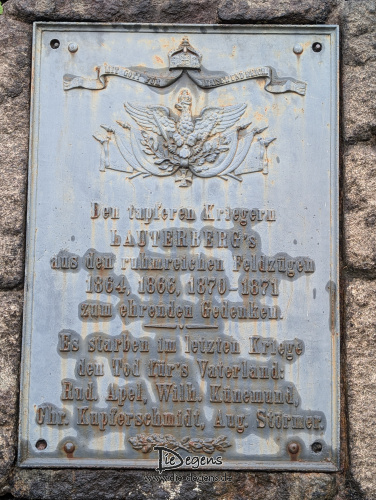 Den tapferen Kriegern
LAUTERBERG's
aus den ruhmreichen Feldzügen
1864, 1866, 1870-1871
zum ehrenden Gedenken.
Es starben im letzten Kriege
den Tod für's Vaterland:
Rud. Apel, Wilh. Künemund,
Chr. Kupferschmidt, Aug. Störmer.
Die Degens